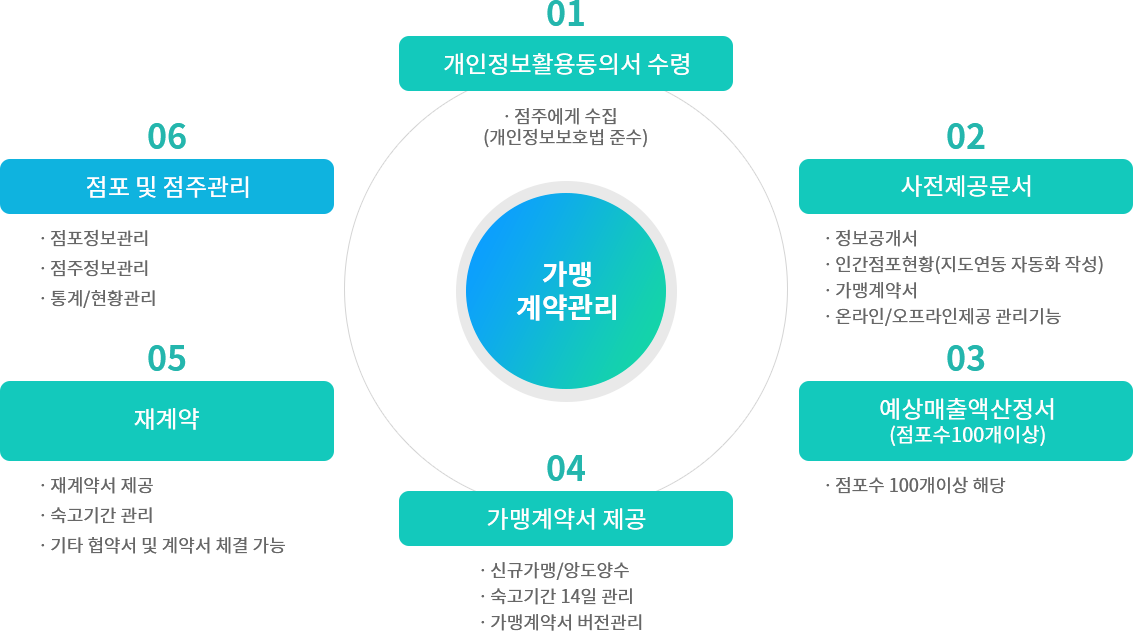 01
개인정보활용동의서 수령
· 점주에게 수집
(개인정보보호법 준수)
02
사전제공문서
· 정보공개서
· 인간점포현황(지도연동 자동화 작성)
· 가맹계약서
· 온라인/오프라인제공 관리기능
03
예상매출액산정서
(점포수100개이상)
· 점포수 100개이상 해당
04
가맹계약서 제공
· 신규가맹/앙도양수
· 숙고기간 14일 관리
· 가맹계약서 버전관리
05
재계약
· 재계약서 제공
· 숙고기간 관리
· 기타 협약서 및 계약서 체결 가능
06
점포 및 점주관리
· 점포정보관리
· 점주정보관리
· 통계/현황관리
가맹
계약관리